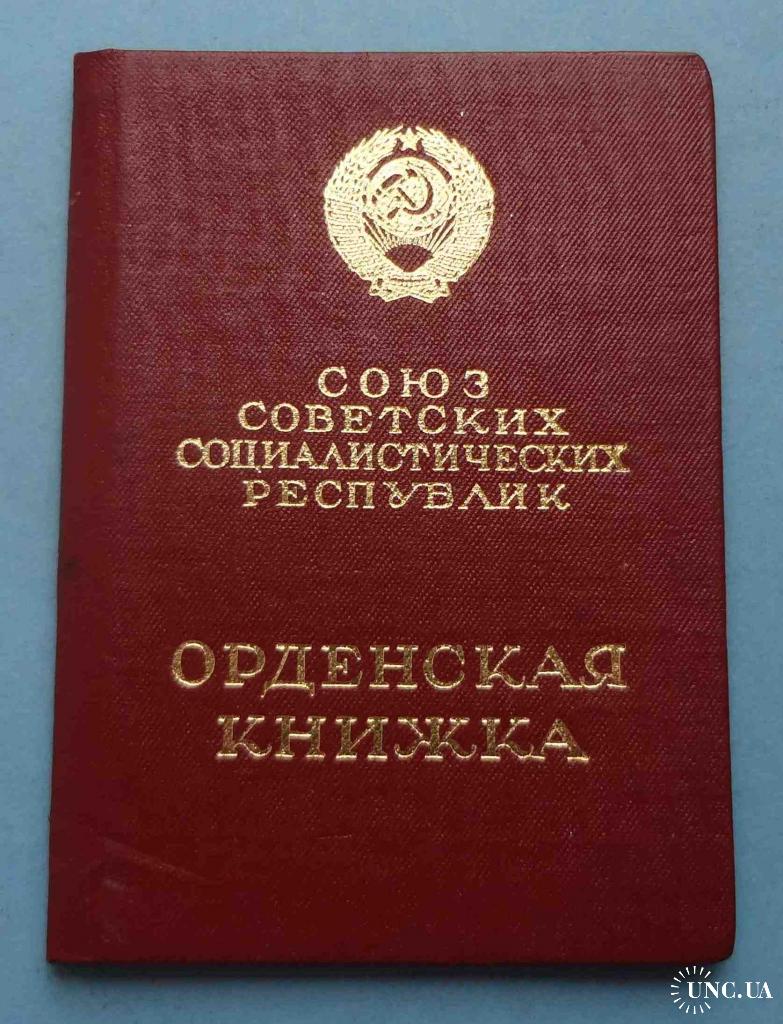 СОЮЗ
СОВЕТСКИХ
СОЦИАЛИСТИЧЕСКИХ
РЕСПУБЛИК
ОРДЕНСКАЯ
КНИЖКА
UNC.UA